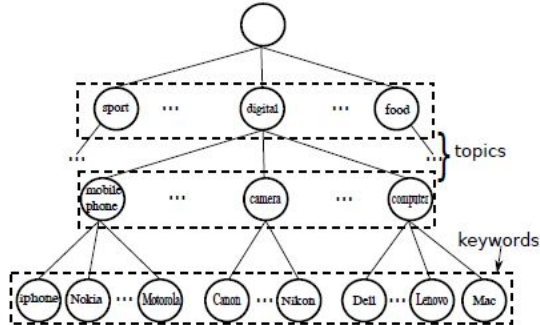 sport ... digital ... food
... ... topics
mobile phone ... camera ... computer
keywords
iphone Nokia ... Motorola Canon ... Nikon Dell ... Lenovo Mac